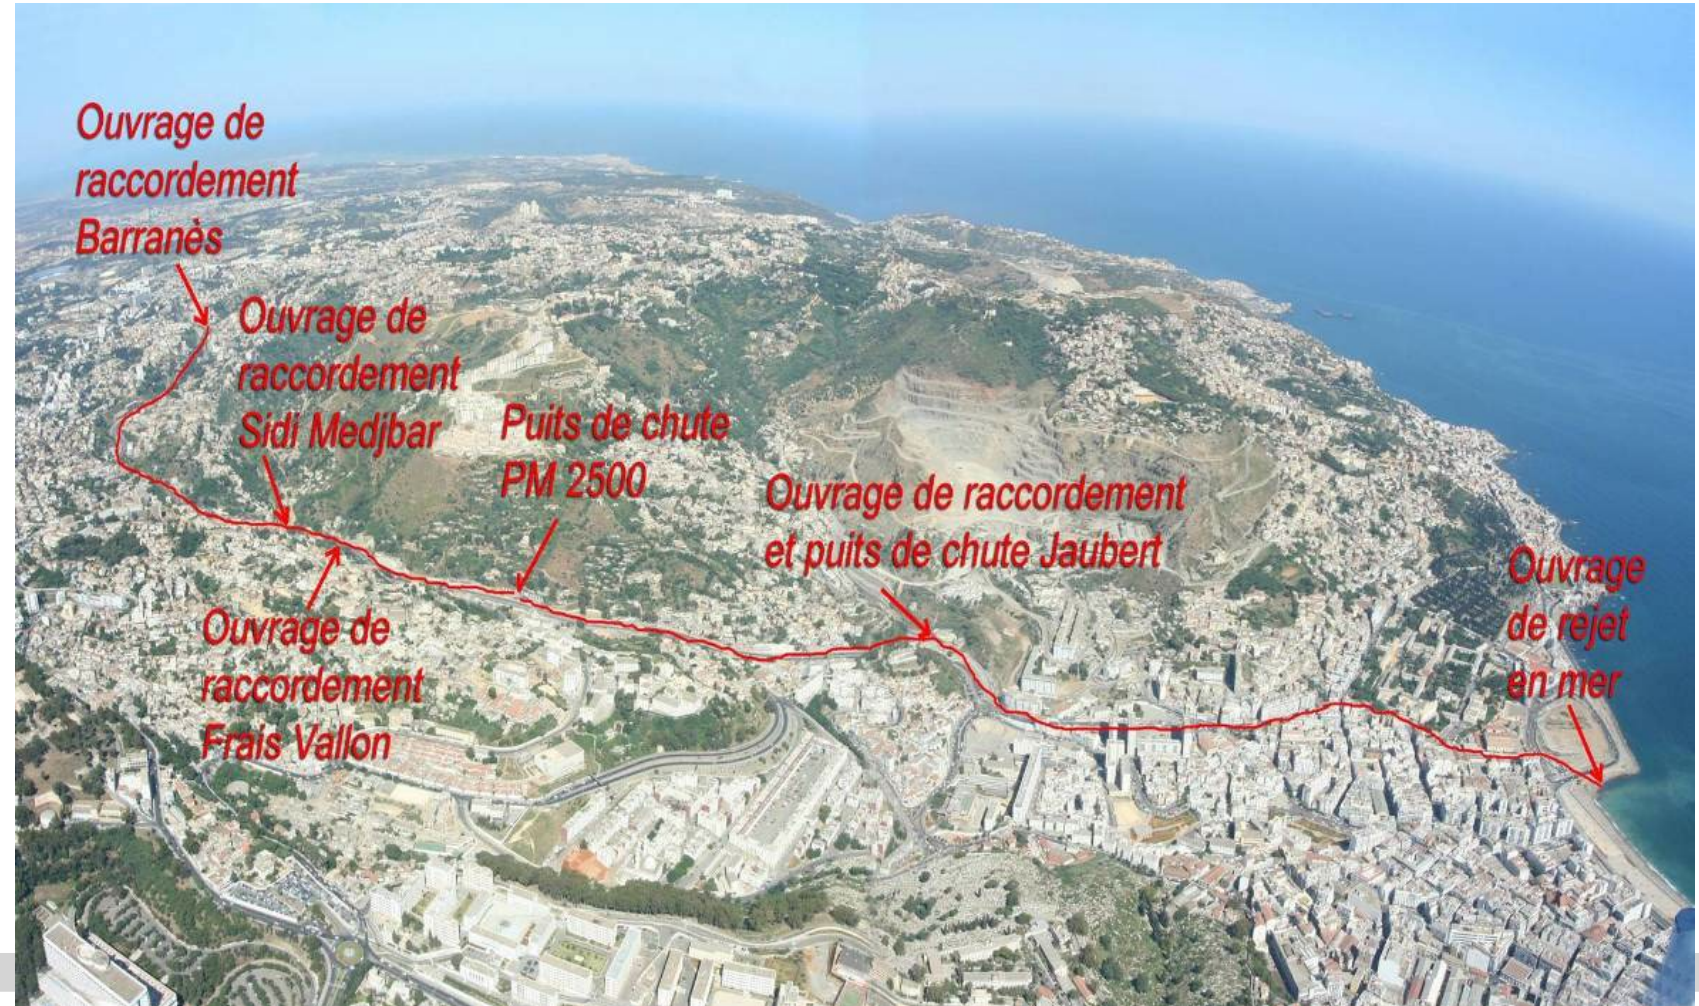 Ouvrage de
raccordement
Barranès
Ouvrage de
raccordement
Sidi Medjbar
Puits de chute
PM 2500
Ouvrage de raccordement
et puits de chute Jaubert
Ouvrage
de rejet
en mer
Ouvrage de
raccordement
Frais Vallon